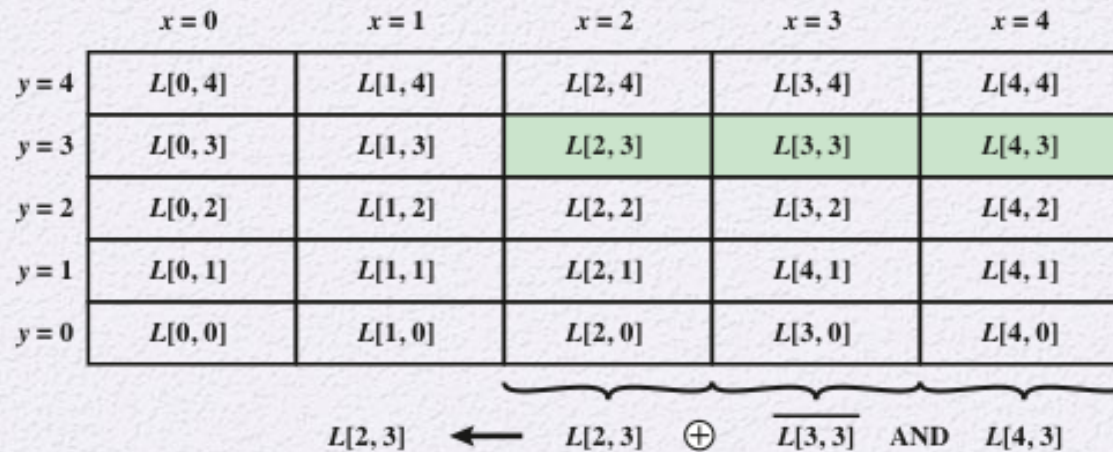 x = 0 x = 1 x = 2 x = 3 x = 4
y = 4 L[0, 4] L[1, 4] L[2, 4] L[3, 4] L[4, 4]
y = 3 L[0, 3] L[1, 3] L[2, 3] L[3, 3] L[4, 3]
y = 2 L[0, 2] L[1, 2] L[2, 2] L[3, 2] L[4, 2]
y = 1 L[0, 1] L[1, 1] L[2, 1] L[4, 1] L[4, 1]
y = 0 L[0, 0] L[1, 0] L[2, 0] L[3, 0] L[4, 0]
L[2, 3] ← L[2, 3] ⊕ L̅[̅3̅,̅ ̅3̅]̅ AND L[4, 3]